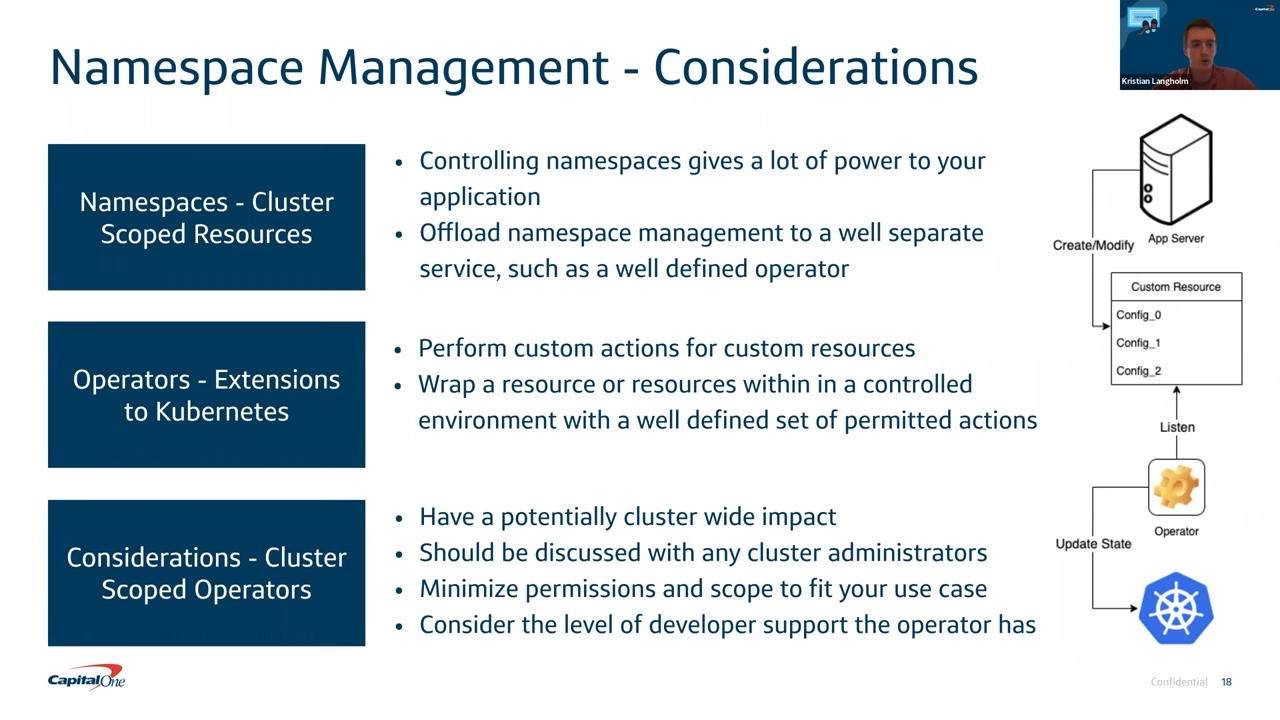 Namespace Management - Considerations
Capital One
Kristian Langholm
Namespaces - Cluster
Scoped Resources
• Controlling namespaces gives a lot of power to your
application
• Offload namespace management to a well separate
service, such as a well defined operator
Operators - Extensions
to Kubernetes
• Perform custom actions for custom resources
• Wrap a resource or resources within in a controlled
environment with a well defined set of permitted actions
Considerations - Cluster
Scoped Operators
• Have a potentially cluster wide impact
• Should be discussed with any cluster administrators
• Minimize permissions and scope to fit your use case
• Consider the level of developer support the operator has
App Server
Create/Modify
Custom Resource
Config_0
Config_1
Config_2
Listen
Operator
Update State
Capital One
Confidential 18